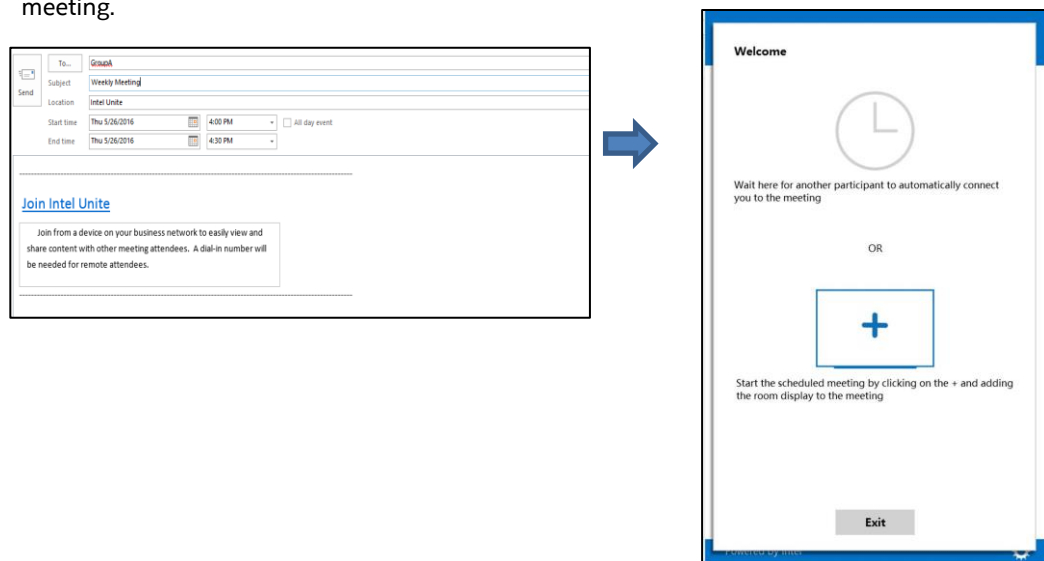 meeting.
To...
GroupA
Send
Subject
Weekly Meeting
Location
Intel Unite
Start time
Thu 5/26/2016
4:00 PM
All day event
End time
Thu 5/26/2016
4:30 PM
Join Intel Unite
Join from a device on your business network to easily view and
share content with other meeting attendees. A dial-in number will
be needed for remote attendees.
Welcome
Wait here for another participant to automatically connect
you to the meeting
OR
Start the scheduled meeting by clicking on the + and adding
the room display to the meeting
Exit
Powered by Intel